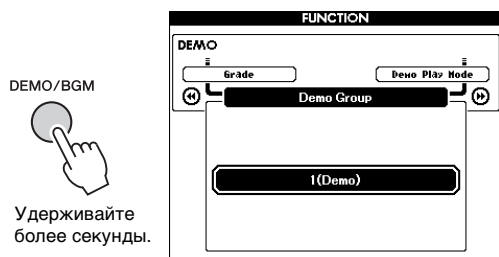 FUNCTION
DEMO
Grade
Demo Play Mode
Demo Group
1(Demo)
DEMO/BGM
Удерживайте
более секунды.